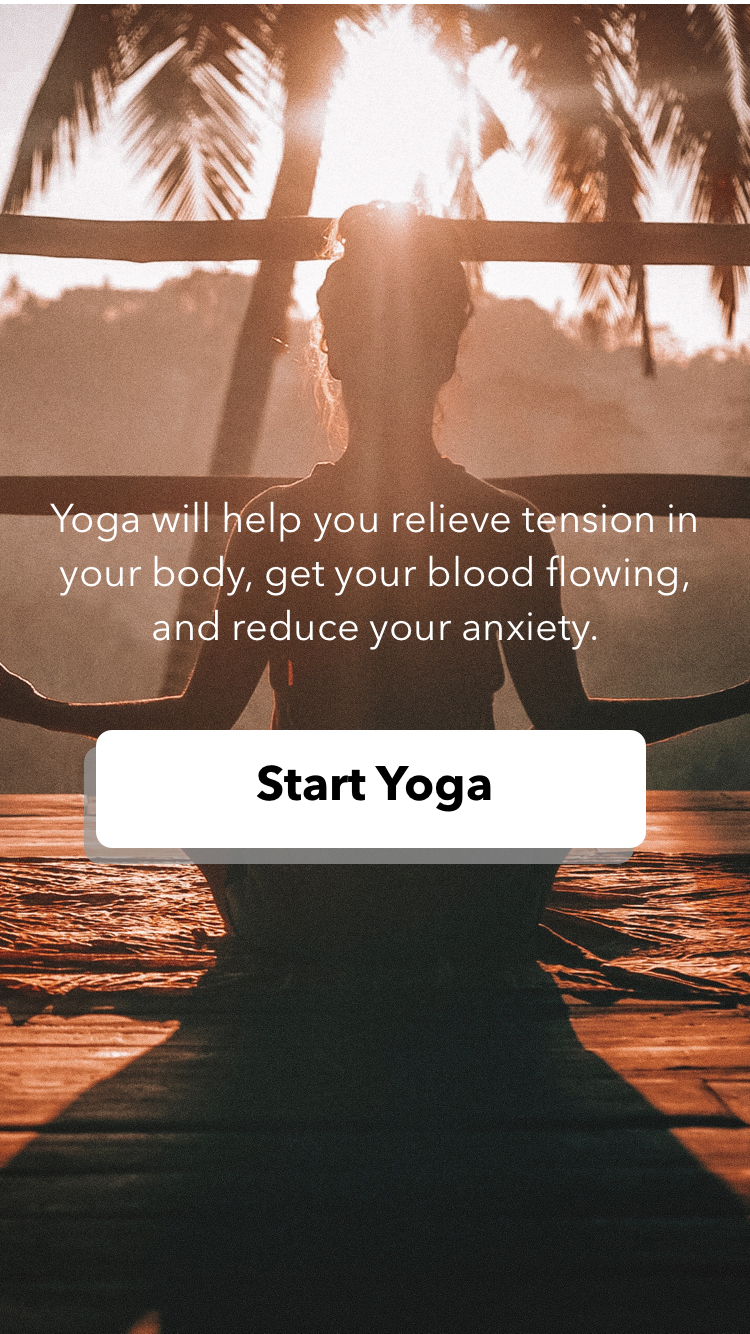 Yoga will help you relieve tension in
your body, get your blood flowing,
and reduce your anxiety.
Start Yoga